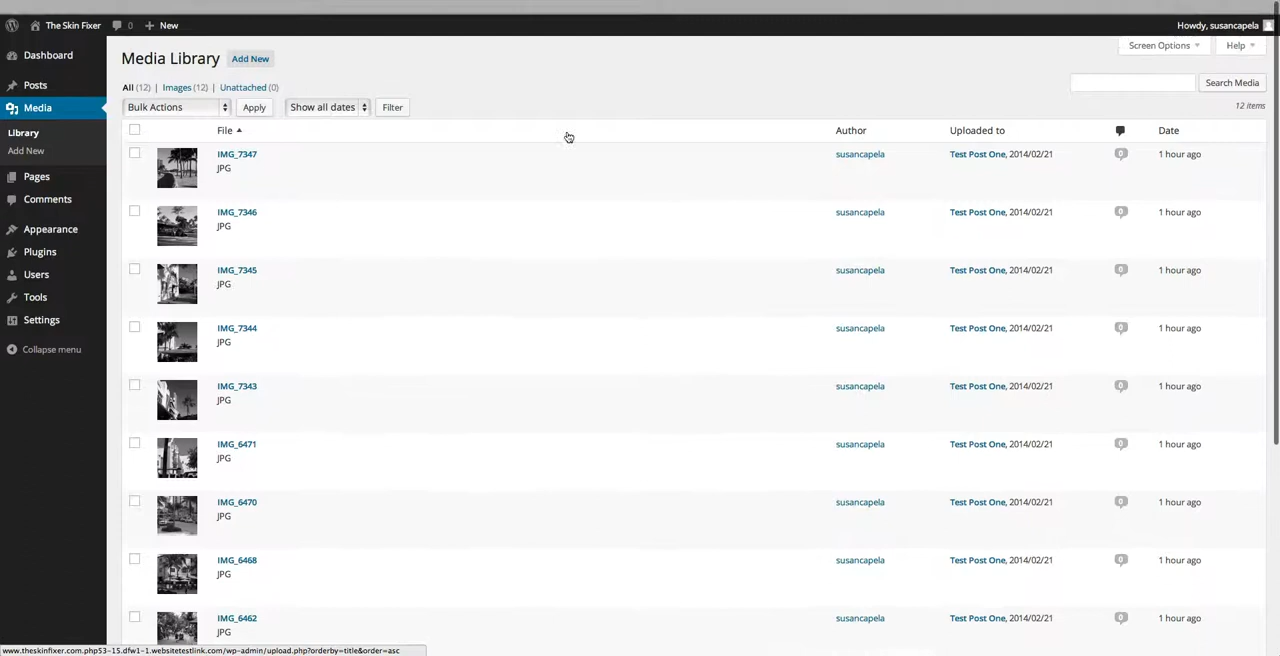 The Skin Fixer 0 New Howdy, susancapela
Dashboard
Posts
Media
Library
Add New
Pages
Comments
Appearance
Plugins
Users
Tools
Settings
Collapse menu
Screen Options Help
Media Library Add New
All (12) | Images (12) | Unattached (0)
Search Media
Bulk Actions Apply Show all dates Filter
12 items
File Author Uploaded to Date
IMG_7347 susancapela Test Post One, 2014/02/21 0 1 hour ago
JPG
IMG_7346 susancapela Test Post One, 2014/02/21 0 1 hour ago
JPG
IMG_7345 susancapela Test Post One, 2014/02/21 0 1 hour ago
JPG
IMG_7344 susancapela Test Post One, 2014/02/21 0 1 hour ago
JPG
IMG_7343 susancapela Test Post One, 2014/02/21 0 1 hour ago
JPG
IMG_6471 susancapela Test Post One, 2014/02/21 0 1 hour ago
JPG
IMG_6470 susancapela Test Post One, 2014/02/21 0 1 hour ago
JPG
IMG_6468 susancapela Test Post One, 2014/02/21 0 1 hour ago
JPG
IMG_6462 susancapela Test Post One, 2014/02/21 0 1 hour ago
JPG
www.theskinfixer.com.php53-15.dfw1-1.websitetestlink.com/wp-admin/upload.php?orderby=title&order=asc